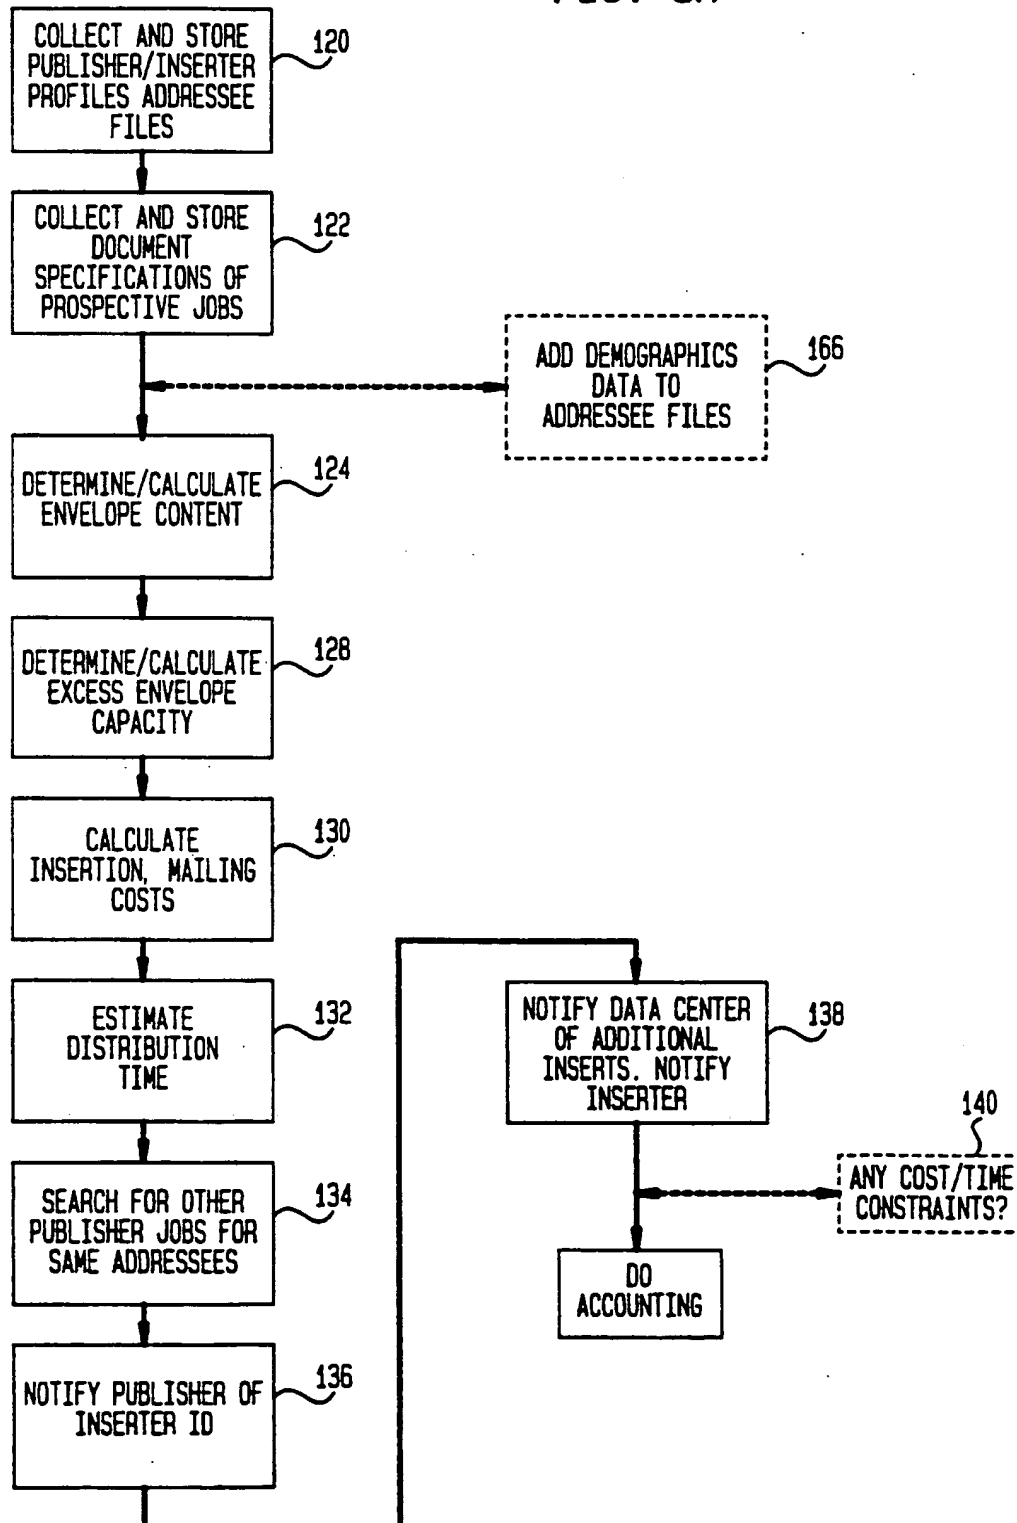 COLLECT AND STORE
PUBLISHER/INSERTER
PROFILES ADDRESSEE
FILES
120
COLLECT AND STORE
DOCUMENT
SPECIFICATIONS OF
PROSPECTIVE JOBS
122
ADD DEMOGRAPHICS
DATA TO
ADDRESSEE FILES
166
DETERMINE/CALCULATE
ENVELOPE CONTENT
124
DETERMINE/CALCULATE
EXCESS ENVELOPE
CAPACITY
128
CALCULATE
INSERTION, MAILING
COSTS
130
ESTIMATE
DISTRIBUTION
TIME
132
SEARCH FOR OTHER
PUBLISHER JOBS FOR
SAME ADDRESSEES
134
NOTIFY PUBLISHER OF
INSERTER ID
136
NOTIFY DATA CENTER
OF ADDITIONAL
INSERTS. NOTIFY
INSERTER
138
140
ANY COST/TIME
CONSTRAINTS?
DO
ACCOUNTING